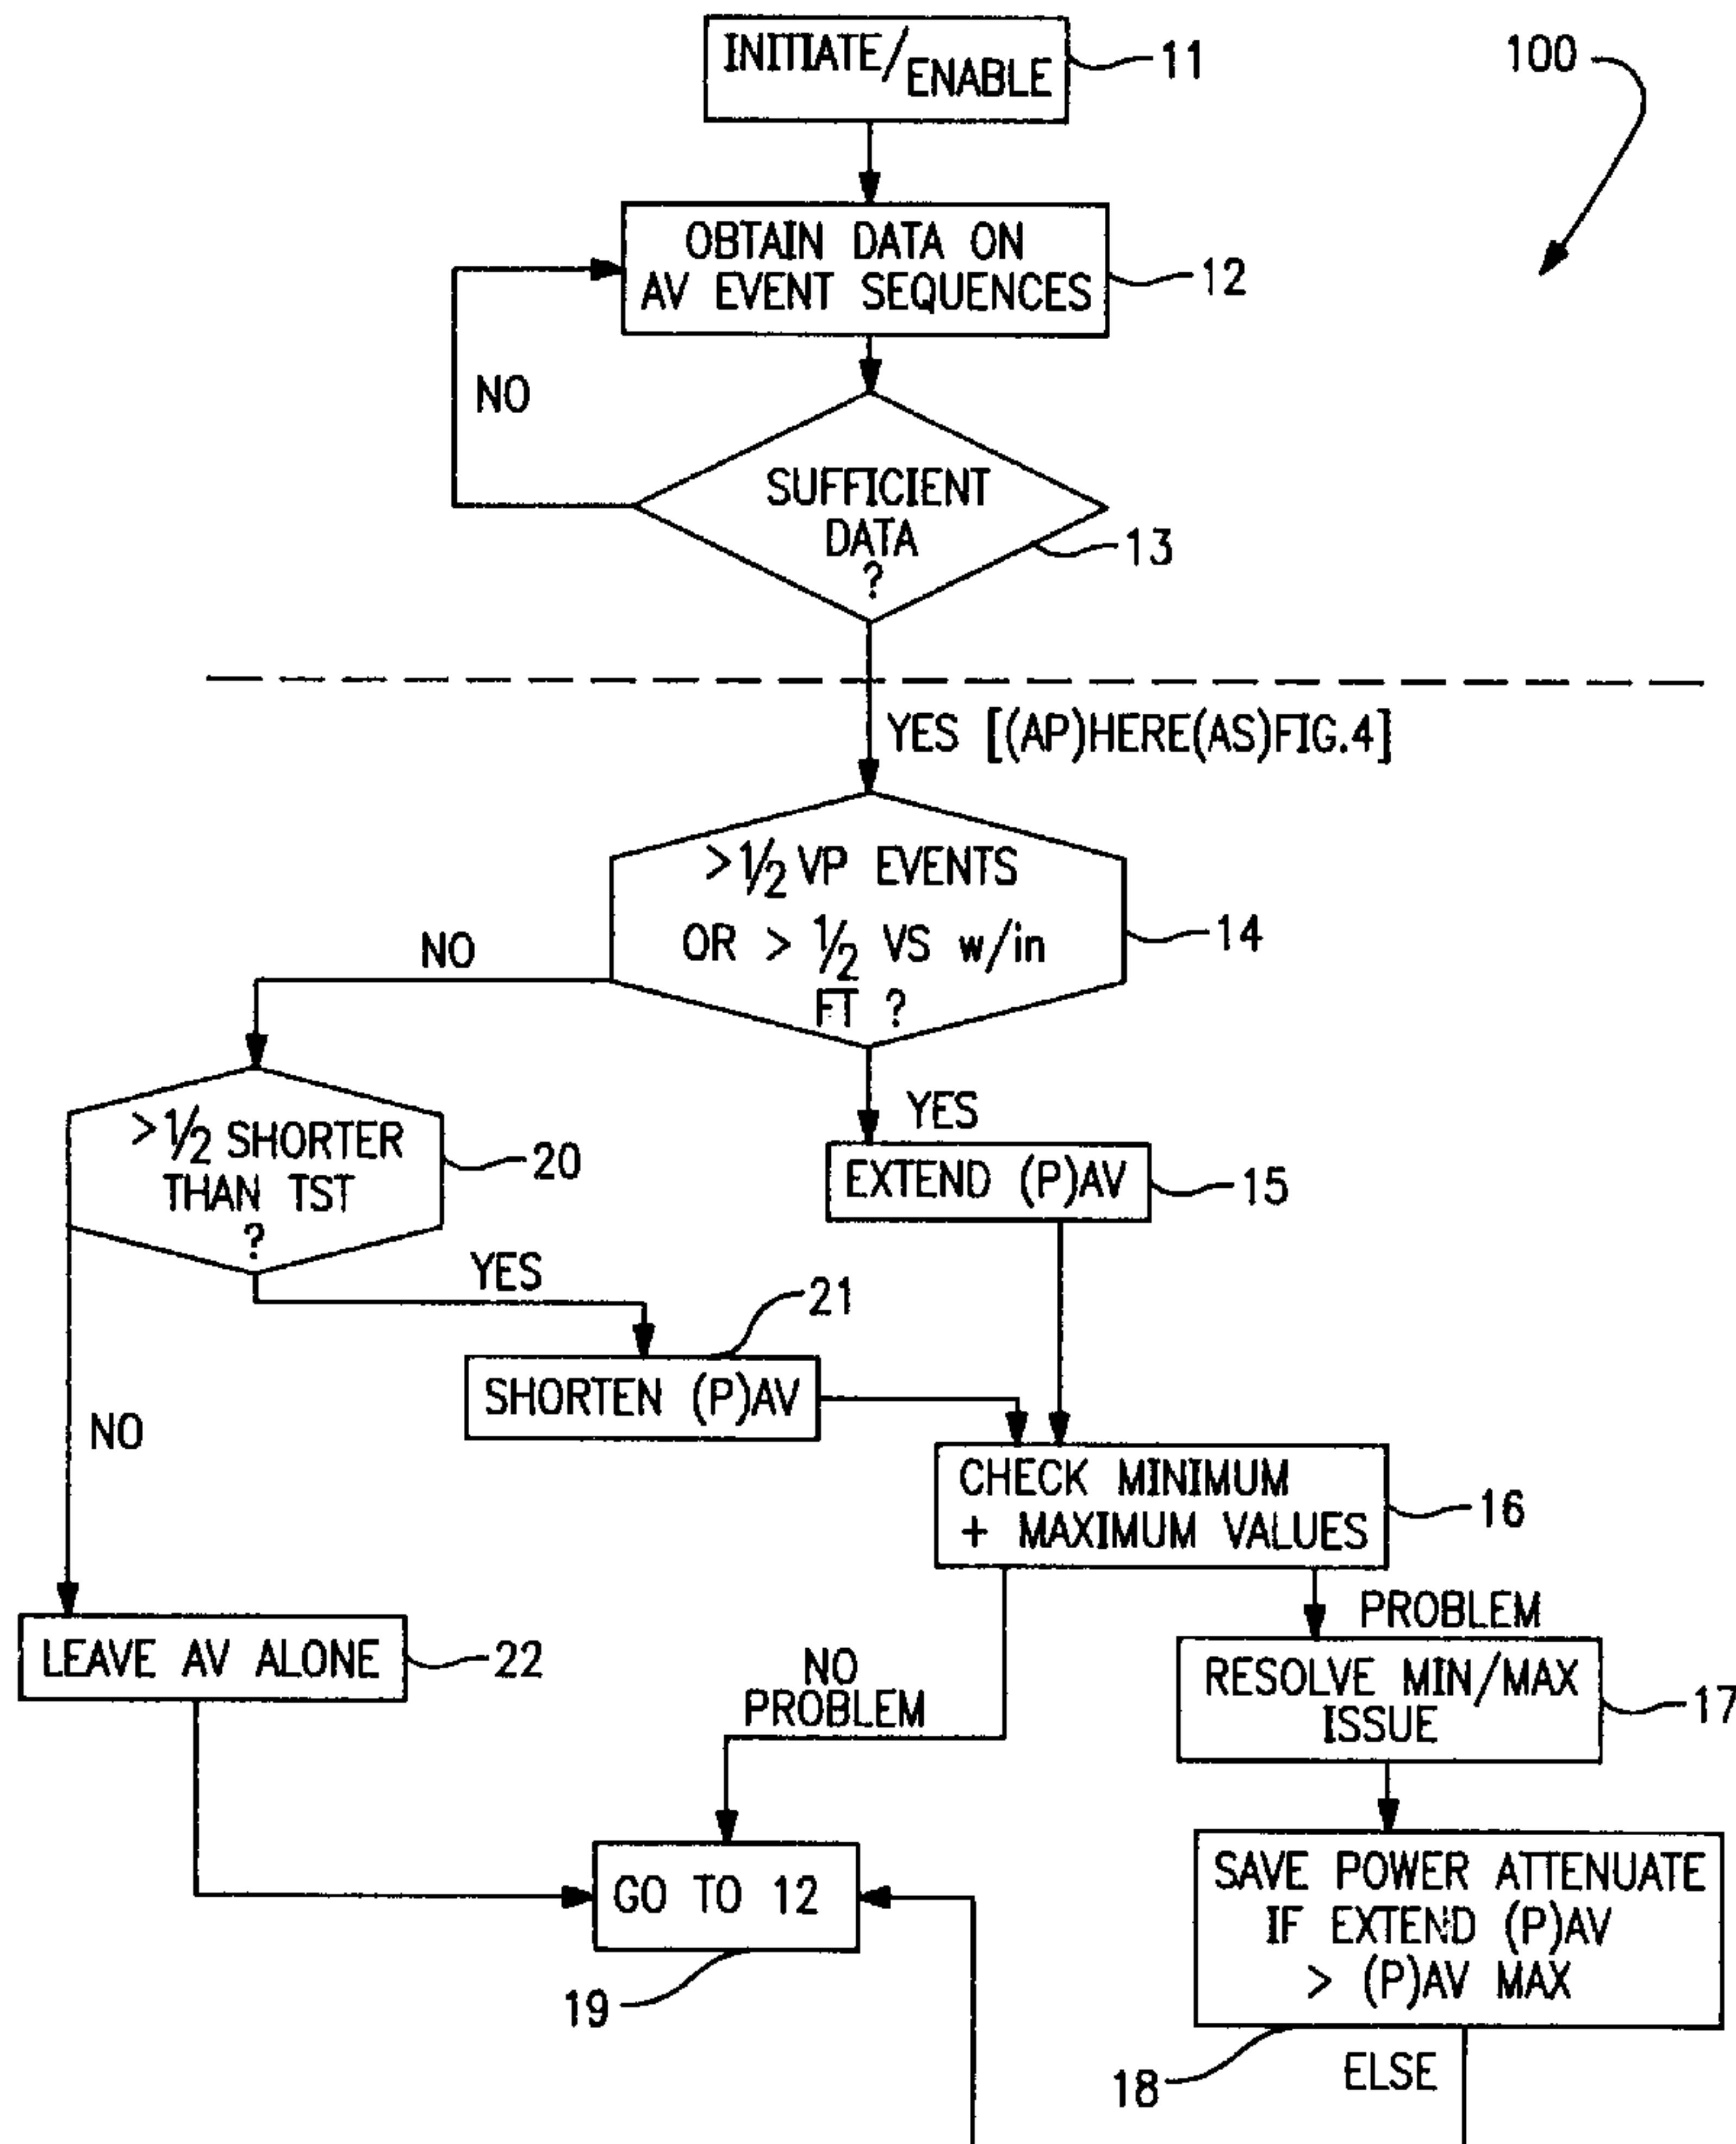 INITIATE/ENABLE
11
100
OBTAIN DATA ON
AV EVENT SEQUENCES
12
NO
SUFFICIENT
DATA
?
13
YES [(AP)HERE(AS)FIG.4]
>1/2 VP EVENTS
OR > 1/2 VS w/in
FT ?
14
NO
YES
>1/2 SHORTER
THAN TST
?
20
EXTEND (P)AV
15
YES
21
SHORTEN (P)AV
NO
CHECK MINIMUM
+ MAXIMUM VALUES
16
PROBLEM
LEAVE AV ALONE
22
NO
PROBLEM
RESOLVE MIN/MAX
ISSUE
17
GO TO 12
19
SAVE POWER ATTENUATE
IF EXTEND (P)AV
> (P)AV MAX
18
ELSE